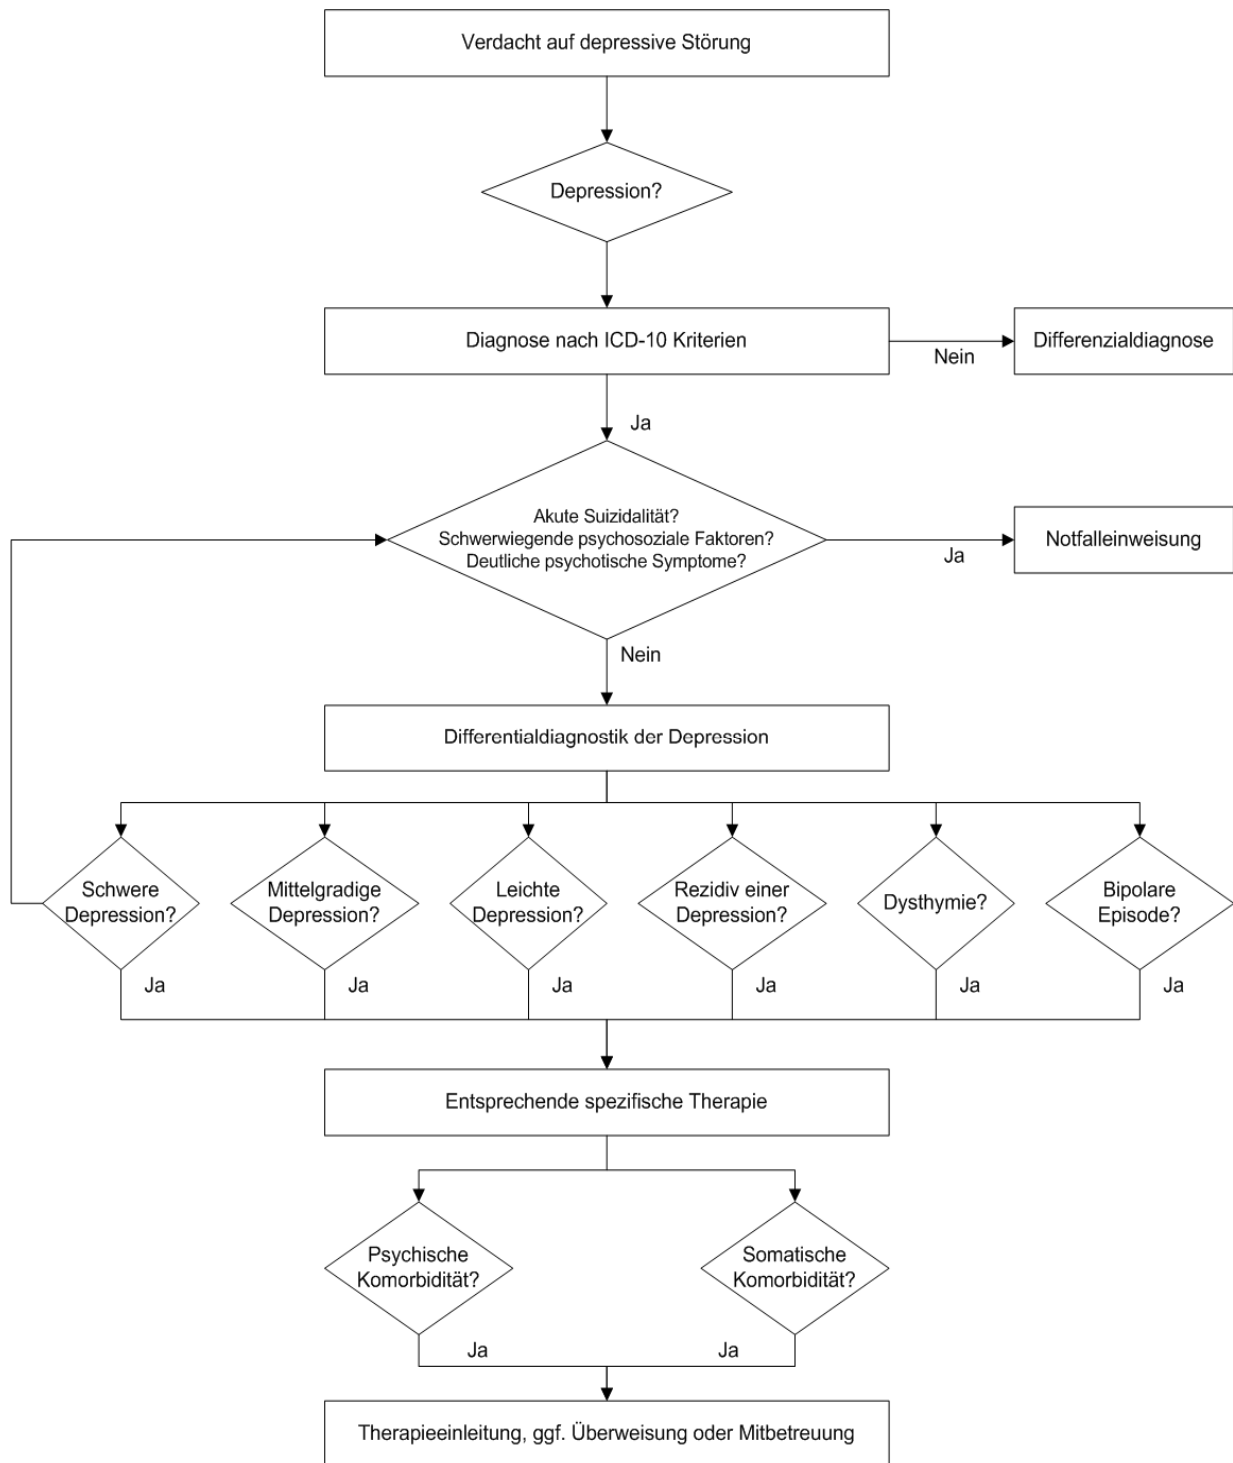 Verdacht auf depressive Störung
Depression?
Diagnose nach ICD-10 Kriterien
Nein
Differenzialdiagnose
Ja
Akute Suizidalität?
Schwerwiegende psychosoziale Faktoren?
Deutliche psychotische Symptome?
Ja
Notfalleinweisung
Nein
Differentialdiagnostik der Depression
Schwere
Depression?
Mittelgradige
Depression?
Leichte
Depression?
Rezidiv einer
Depression?
Dysthymie?
Bipolare
Episode?
Ja
Ja
Ja
Ja
Ja
Ja
Entsprechende spezifische Therapie
Psychische
Komorbidität?
Somatische
Komorbidität?
Ja
Ja
Therapieeinleitung, ggf. Überweisung oder Mitbetreuung